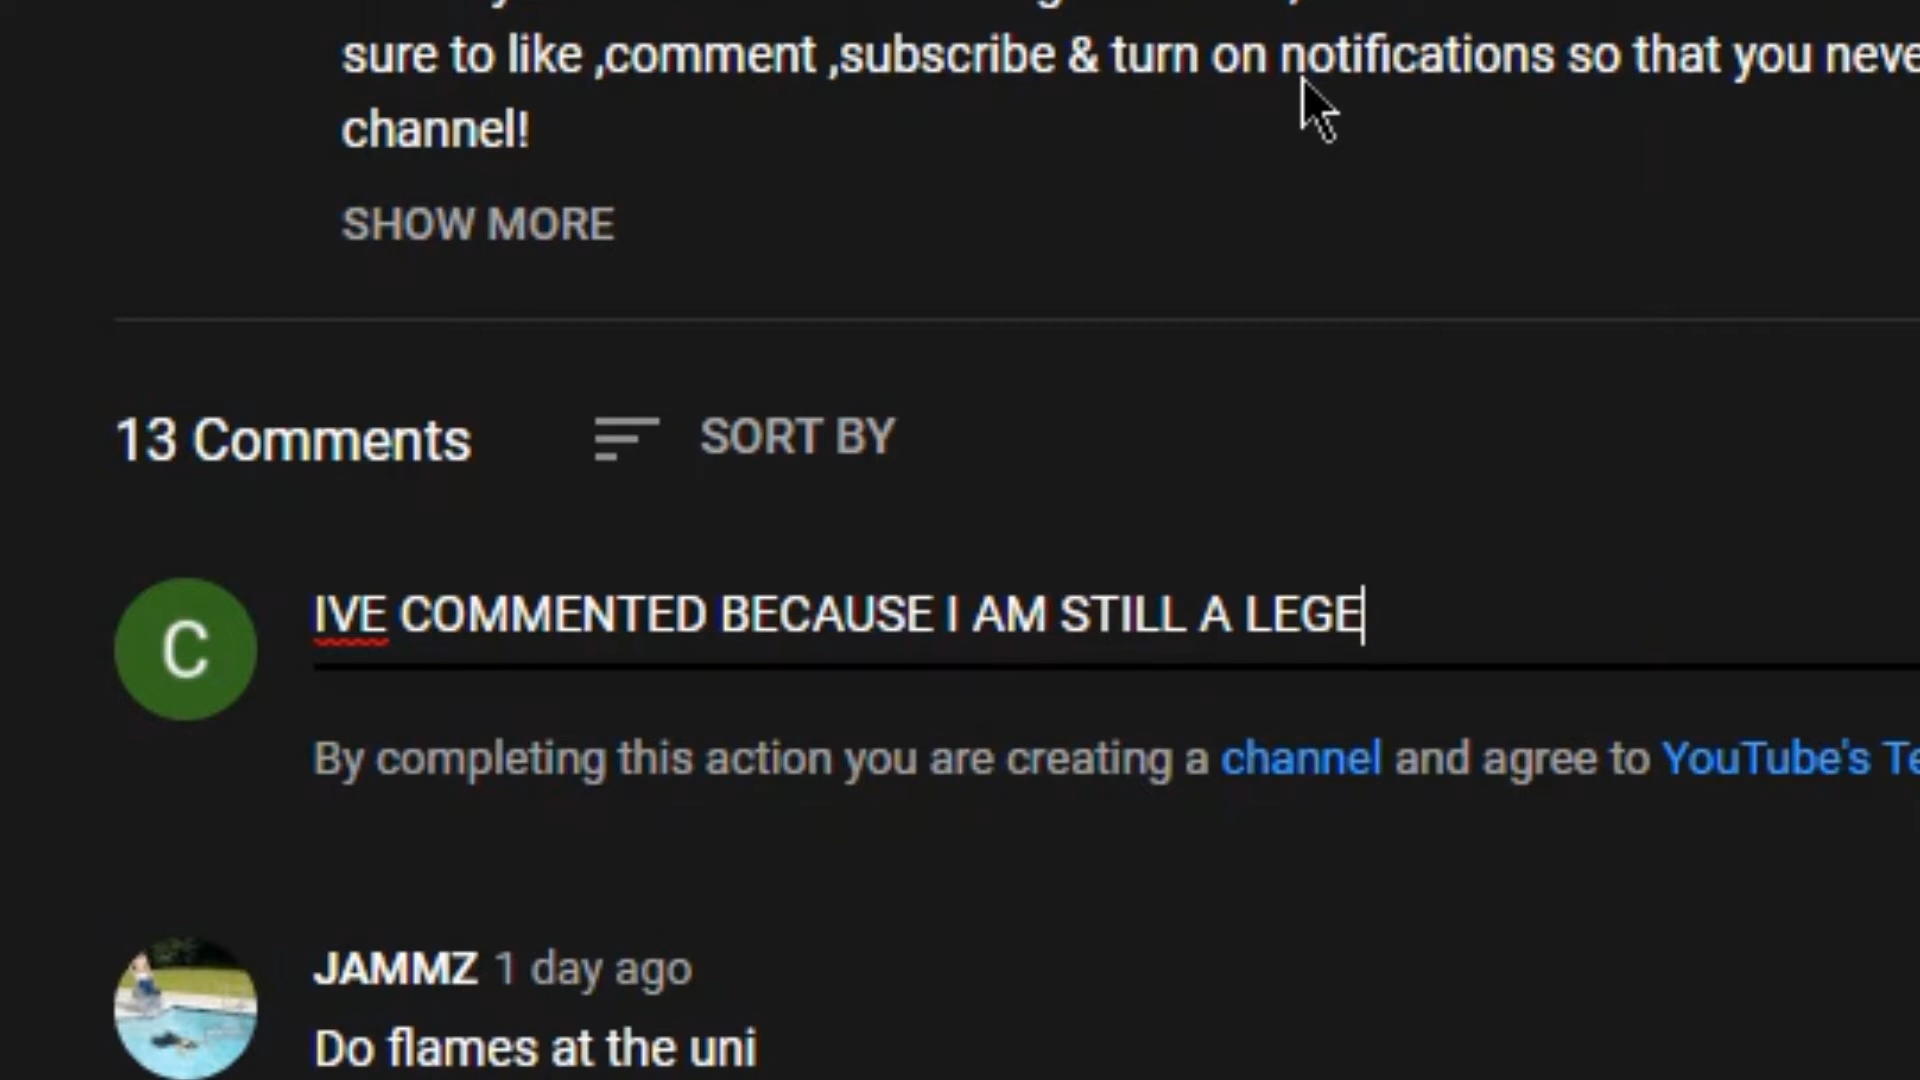 sure to like ,comment ,subscribe & turn on notifications so that you neve
channel!
SHOW MORE
13 Comments
SORT BY
C
IVE COMMENTED BECAUSE I AM STILL A LEGE
By completing this action you are creating a channel and agree to YouTube's Te
JAMMZ 1 day ago
Do flames at the uni